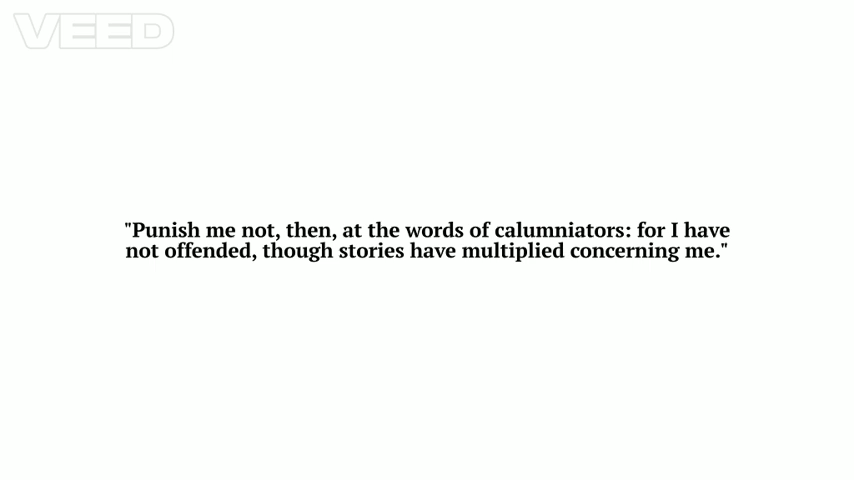 VEED
"Punish me not, then, at the words of calumniators: for I have
not offended, though stories have multiplied concerning me."